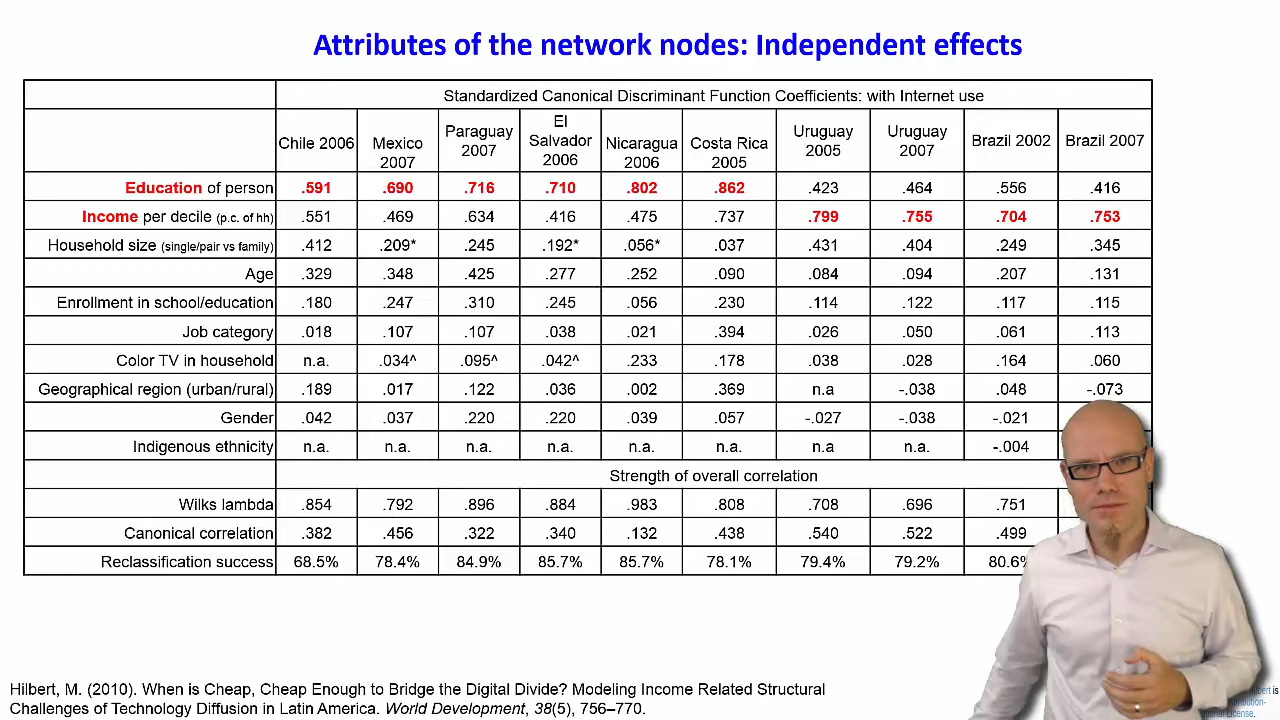 Attributes of the network nodes: Independent effects
Standardized Canonical Discriminant Function Coefficients: with Internet use
Chile 2006 Mexico 2007 Paraguay 2007 El Salvador 2006 Nicaragua 2006 Costa Rica 2005 Uruguay 2005 Uruguay 2007 Brazil 2002 Brazil 2007
Education of person .591 .690 .716 .710 .802 .862 .423 .464 .556 .416
Income per decile (p.c. of hh) .551 .469 .634 .416 .475 .737 .799 .755 .704 .753
Household size (single/pair vs family) .412 .209* .245 .192* .056* .037 .431 .404 .249 .345
Age .329 .348 .425 .277 .252 .090 .084 .094 .207 .131
Enrollment in school/education .180 .247 .310 .245 .056 .230 .114 .122 .117 .115
Job category .018 .107 .107 .038 .021 .394 .026 .050 .061 .113
Color TV in household n.a. .034^ .095^ .042^ .233 .178 .038 .028 .164 .060
Geographical region (urban/rural) .189 .017 .122 .036 .002 .369 n.a -.038 .048 -.073
Gender .042 .037 .220 .220 .039 .057 -.027 -.038 -.021
Indigenous ethnicity n.a. n.a. n.a. n.a. n.a. n.a. n.a n.a. -.004
Strength of overall correlation
Wilks lambda .854 .792 .896 .884 .983 .808 .708 .696 .751
Canonical correlation .382 .456 .322 .340 .132 .438 .540 .522 .499
Reclassification success 68.5% 78.4% 84.9% 85.7% 85.7% 78.1% 79.4% 79.2% 80.6%
Hilbert, M. (2010). When is Cheap, Cheap Enough to Bridge the Digital Divide? Modeling Income Related Structural
Challenges of Technology Diffusion in Latin America. World Development, 38(5), 756–770.
is
License.